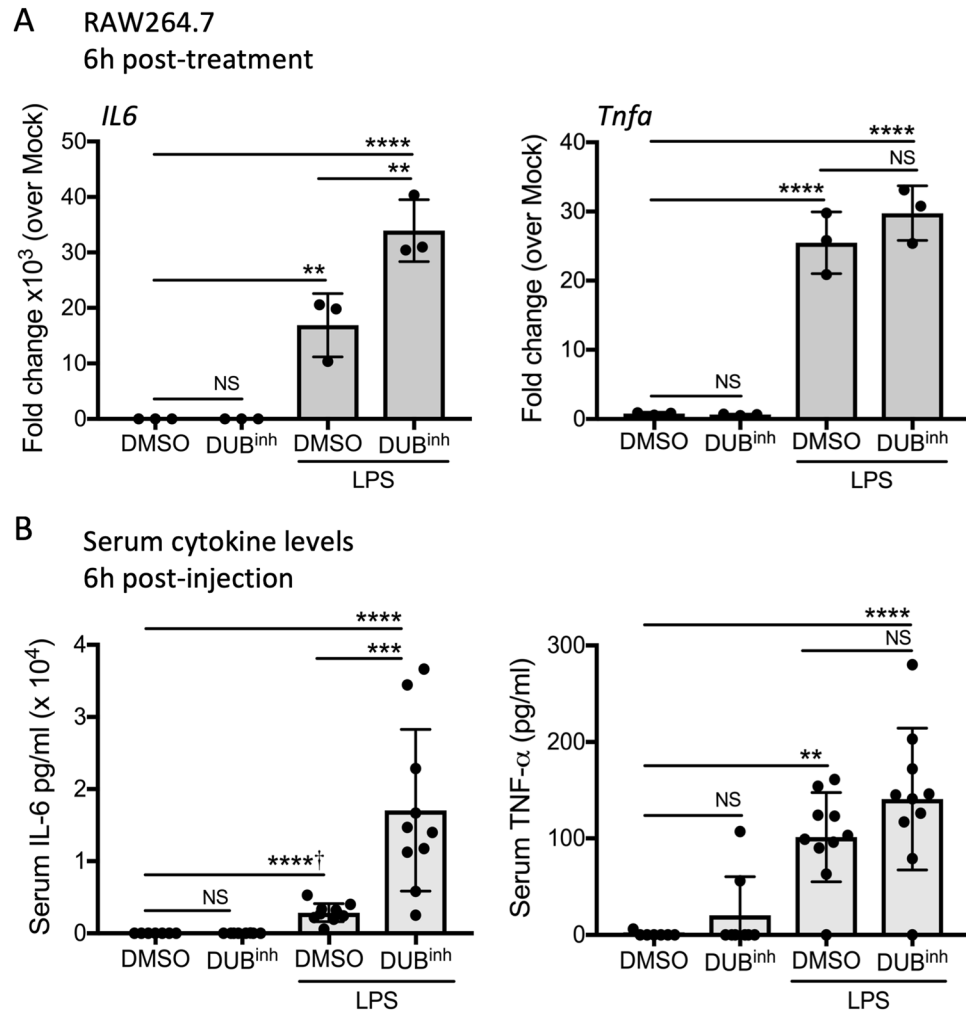 A
RAW264.7
6h post-treatment
IL6
Fold change x10³ (over Mock)
50
40
30
20
10
0
****
**
**
NS
DMSO
DUBinh
DMSO
DUBinh
LPS
Tnfa
Fold change (over Mock)
40
30
20
10
0
****
NS
****
NS
DMSO
DUBinh
DMSO
DUBinh
LPS
B
Serum cytokine levels
6h post-injection
Serum IL-6 pg/ml (x 10⁴)
4
3
2
1
0
****
***
****†
NS
DMSO
DUBinh
DMSO
DUBinh
LPS
Serum TNF-α (pg/ml)
300
200
100
0
****
NS
**
NS
DMSO
DUBinh
DMSO
DUBinh
LPS